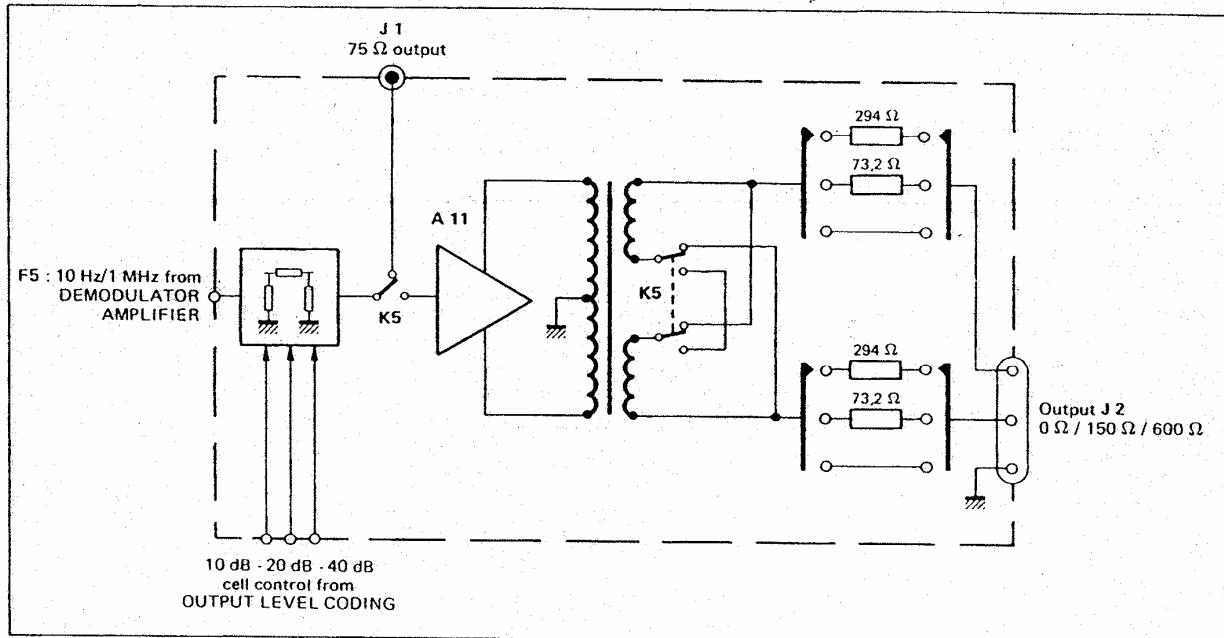 J 1
75 Ω output
294 Ω
73,2 Ω
A 11
F5 : 10 Hz/1 MHz from
DEMODULATOR
AMPLIFIER
K5
K5
294 Ω
73,2 Ω
Output J 2
0 Ω / 150 Ω / 600 Ω
10 dB - 20 dB - 40 dB
cell control from
OUTPUT LEVEL CODING